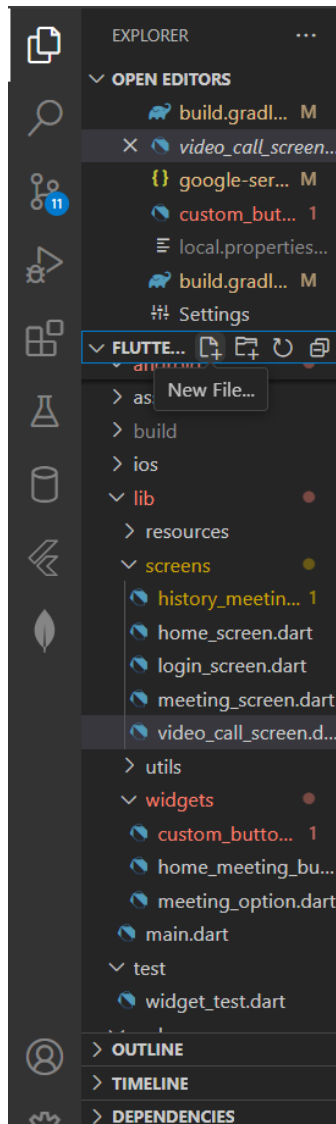 EXPLORER ...
OPEN EDITORS
build.gradl... M
video_call_screen...
google-ser... M
custom_but... 1
local.properties...
build.gradl... M
Settings
11
FLUTTE...
New File...
build
ios
lib
resources
screens
history_meetin... 1
home_screen.dart
login_screen.dart
meeting_screen.dart
video_call_screen.d...
utils
widgets
custom_butto... 1
home_meeting_bu...
meeting_option.dart
main.dart
test
widget_test.dart
OUTLINE
TIMELINE
DEPENDENCIES